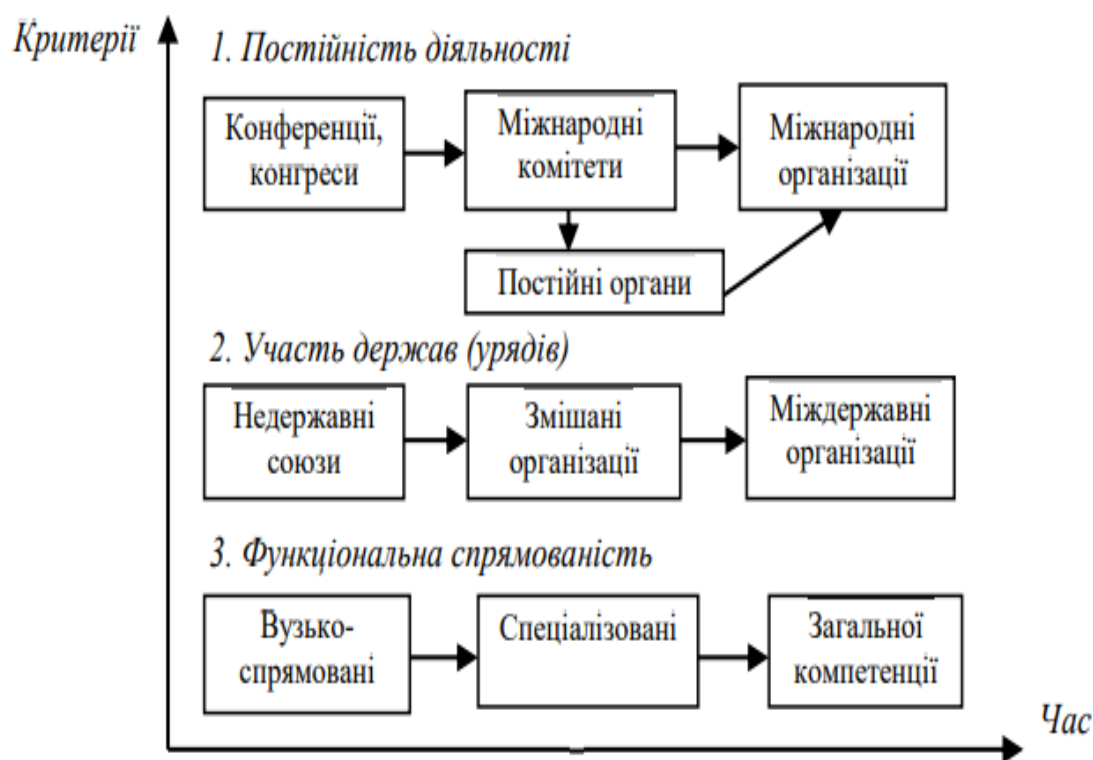 Критерії
1. Постійність діяльності
Конференції,
конгреси
Міжнародні
комітети
Міжнародні
організації
Постійні органи
2. Участь держав (урядів)
Недержавні
союзи
Змішані
організації
Міждержавні
організації
3. Функціональна спрямованість
Вузько-
спрямовані
Спеціалізовані
Загальної
компетенції
Час